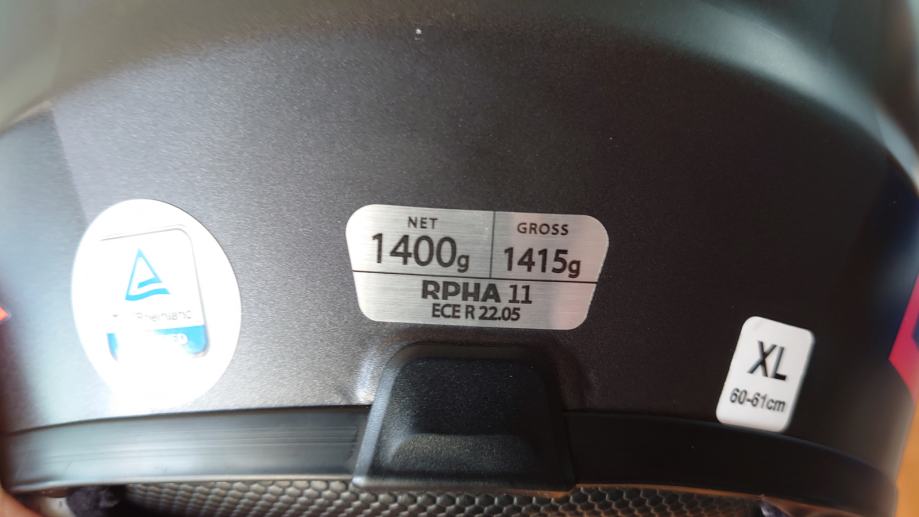 NET
1400g
GROSS
1415g
RPHA 11
ECE R 22.05
XL
60-61cm